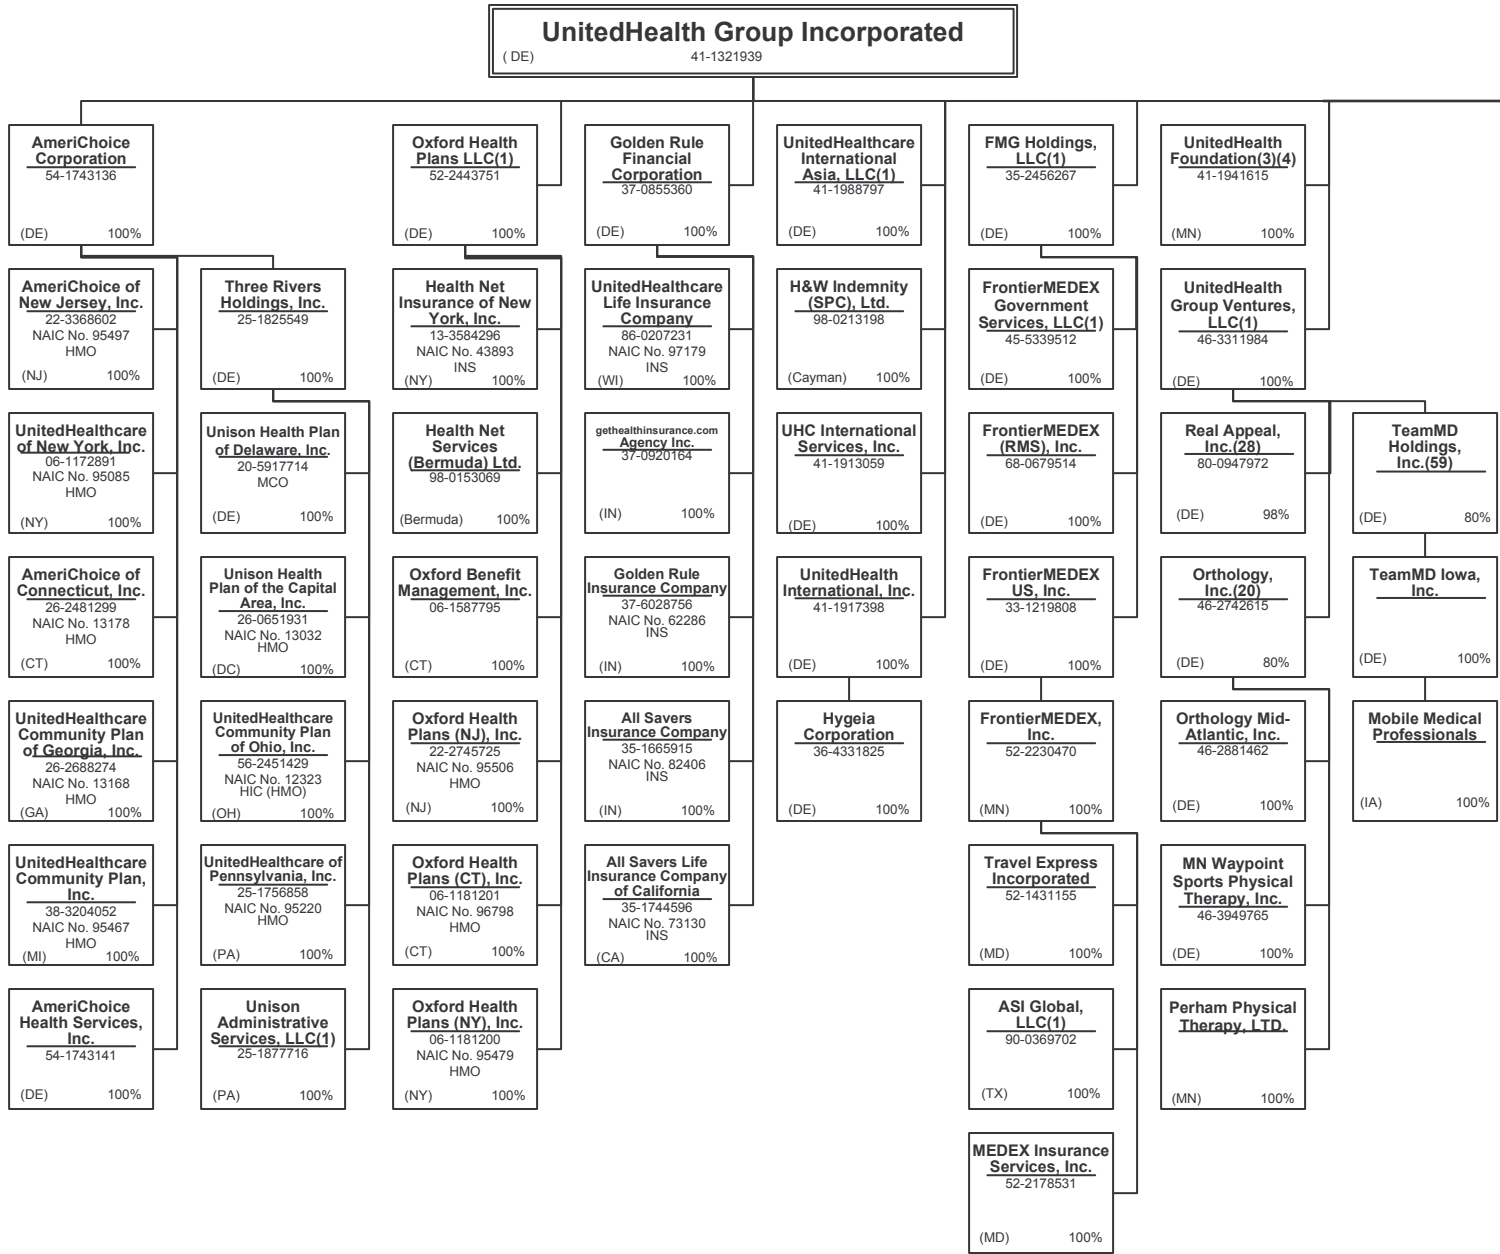 UnitedHealth Group Incorporated
( DE) 41-1321939
AmeriChoice
Corporation
54-1743136
(DE) 100%
Oxford Health
Plans LLC(1)
52-2443751
(DE) 100%
Golden Rule
Financial
Corporation
37-0855360
(DE) 100%
UnitedHealthcare
International
Asia, LLC(1)
41-1988797
(DE) 100%
FMG Holdings,
LLC(1)
35-2456267
(DE) 100%
UnitedHealth
Foundation(3)(4)
41-1941615
(MN) 100%
AmeriChoice of
New Jersey, Inc.
22-3368602
NAIC No. 95497
HMO
(NJ) 100%
Three Rivers
Holdings, Inc.
25-1825549
(DE) 100%
Health Net
Insurance of New
York, Inc.
13-3584296
NAIC No. 43893
INS
(NY) 100%
UnitedHealthcare
Life Insurance
Company
86-0207231
NAIC No. 97179
INS
(WI) 100%
H&W Indemnity
(SPC), Ltd.
98-0213198
(Cayman) 100%
FrontierMEDEX
Government
Services, LLC(1)
45-5339512
(DE) 100%
UnitedHealth
Group Ventures,
LLC(1)
46-3311984
(DE) 100%
UnitedHealthcare
of New York, Inc.
06-1172891
NAIC No. 95085
HMO
(NY) 100%
Unison Health Plan
of Delaware, Inc.
20-5917714
MCO
(DE) 100%
Health Net
Services
(Bermuda) Ltd.
98-0153069
(Bermuda) 100%
gethealthinsurance.com
Agency Inc.
37-0920164
(IN) 100%
UHC International
Services, Inc.
41-1913059
(DE) 100%
FrontierMEDEX
(RMS), Inc.
68-0679514
(DE) 100%
Real Appeal,
Inc.(28)
80-0947972
(DE) 98%
TeamMD
Holdings,
Inc.(59)
(DE) 80%
AmeriChoice of
Connecticut, Inc.
26-2481299
NAIC No. 13178
HMO
(CT) 100%
Unison Health
Plan of the Capital
Area, Inc.
26-0651931
NAIC No. 13032
HMO
(DC) 100%
Oxford Benefit
Management, Inc.
06-1587795
(CT) 100%
Golden Rule
Insurance Company
37-6028756
NAIC No. 62286
INS
(IN) 100%
UnitedHealth
International, Inc.
41-1917398
(DE) 100%
FrontierMEDEX
US, Inc.
33-1219808
(DE) 100%
Orthology,
Inc.(20)
46-2742615
(DE) 80%
TeamMD Iowa,
Inc.
(DE) 100%
UnitedHealthcare
Community Plan
of Georgia, Inc.
26-2688274
NAIC No. 13168
HMO
(GA) 100%
UnitedHealthcare
Community Plan
of Ohio, Inc.
56-2451429
NAIC No. 12323
HIC (HMO)
(OH) 100%
Oxford Health
Plans (NJ), Inc.
22-2745725
NAIC No. 95506
HMO
(NJ) 100%
All Savers
Insurance Company
35-1665915
NAIC No. 82406
INS
(IN) 100%
Hygeia
Corporation
36-4331825
(DE) 100%
FrontierMEDEX,
Inc.
52-2230470
(MN) 100%
Orthology Mid-
Atlantic, Inc.
46-2881462
(DE) 100%
Mobile Medical
Professionals
(IA) 100%
UnitedHealthcare
Community Plan,
Inc.
38-3204052
NAIC No. 95467
HMO
(MI) 100%
UnitedHealthcare of
Pennsylvania, Inc.
25-1756858
NAIC No. 95220
HMO
(PA) 100%
Oxford Health
Plans (CT), Inc.
06-1181201
NAIC No. 96798
HMO
(CT) 100%
All Savers Life
Insurance Company
of California
35-1744596
NAIC No. 73130
INS
(CA) 100%
Travel Express
Incorporated
52-1431155
(MD) 100%
MN Waypoint
Sports Physical
Therapy, Inc.
46-3949765
(DE) 100%
AmeriChoice
Health Services,
Inc.
54-1743141
(DE) 100%
Unison
Administrative
Services, LLC(1)
25-1877716
(PA) 100%
Oxford Health
Plans (NY), Inc.
06-1181200
NAIC No. 95479
HMO
(NY) 100%
ASI Global,
LLC(1)
90-0369702
(TX) 100%
Perham Physical
Therapy, LTD.
(MN) 100%
MEDEX Insurance
Services, Inc.
52-2178531
(MD) 100%